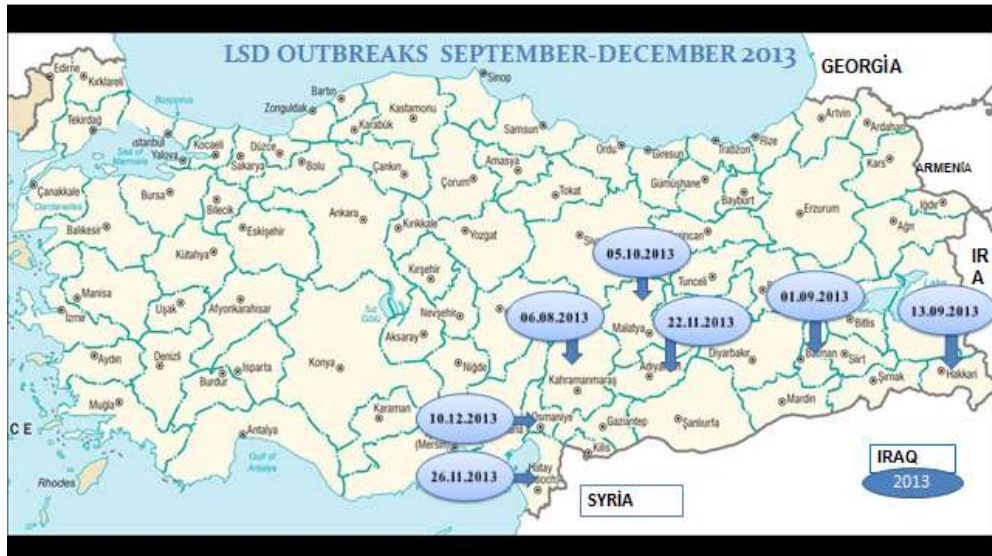 LSD OUTBREAKS SEPTEMBER-DECEMBER 2013
GEORGİA
Edirne
Kırklareli
Tekirdağ
Bosporus
İstanbul
Sea of
Marmara
Yalova
Kocaeli
Sakarya
Düzce
Bolu
Zonguldak
Bartın
Karabük
Kastamonu
Sinop
Çankırı
Samsun
Amasya
Çorum
Tokat
Ordu
Giresun
Trabzon
Rize
Artvin
Ardahan
Kars
ARMENIA
Gümüşhane
Bayburt
Erzurum
Iğdır
Ağrı
IR
A
Çanakkale
Dardanelles
Balıkesir
Bursa
Bilecik
Eskişehir
Kütahya
Ankara
Kırıkkale
Yozgat
Kırşehir
Manisa
İzmir
Uşak
Afyonkarahisar
Tuz
Gölü
Aksaray
Nevşehir
Niğde
Aydın
Denizli
Burdur
Isparta
Konya
Muğla
Antalya
Gulf of
Antalya
Karaman
(Mersin)
Rhodes
C E
Tunceli
Malatya
Diyarbakır
Batman
Siirt
Bitlis
Lake
Hakkari
Şırnak
Mardin
Şanlıurfa
Gaziantep
Kilis
Kahramanmaraş
Osmaniye
Hatay
05.10.2013
06.08.2013
22.11.2013
01.09.2013
13.09.2013
10.12.2013
26.11.2013
SYRİA
IRAQ
2013